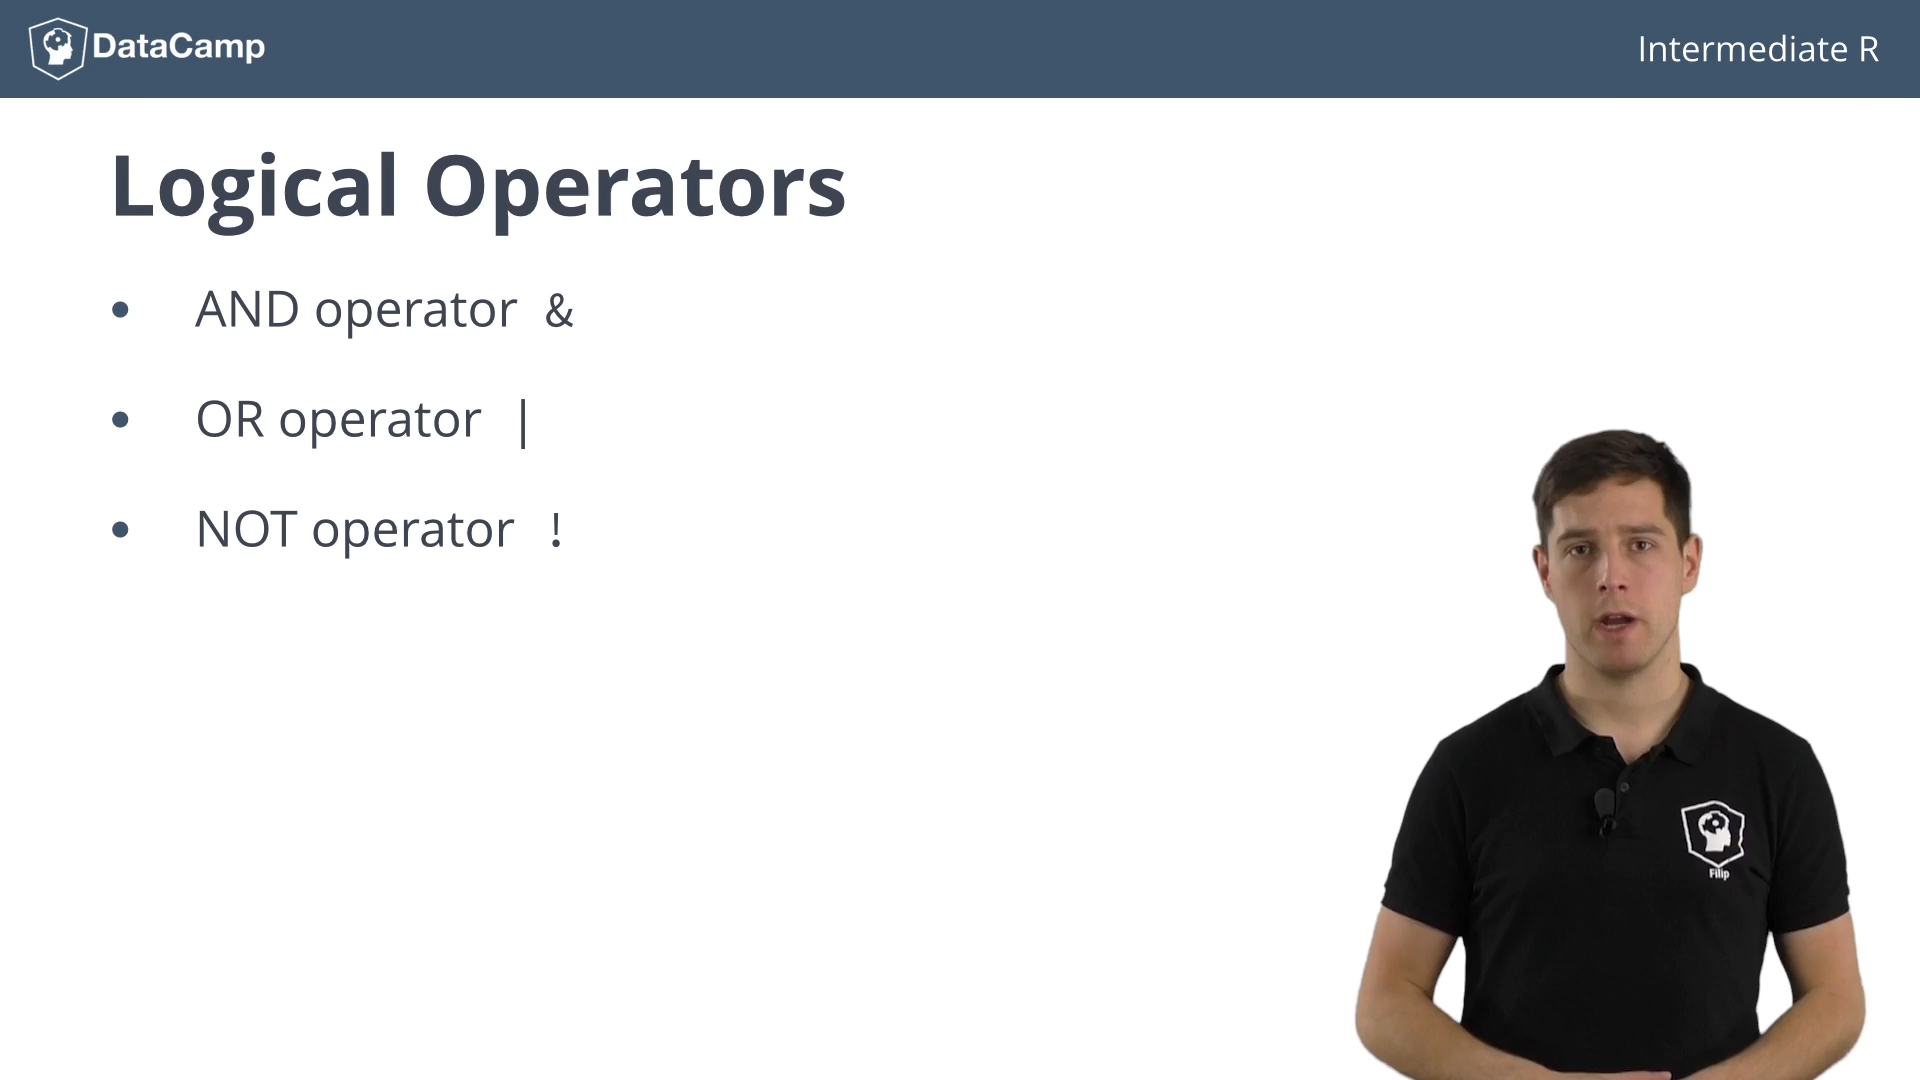 DataCamp
Intermediate R
Logical Operators
• AND operator &
• OR operator |
• NOT operator !
Filip